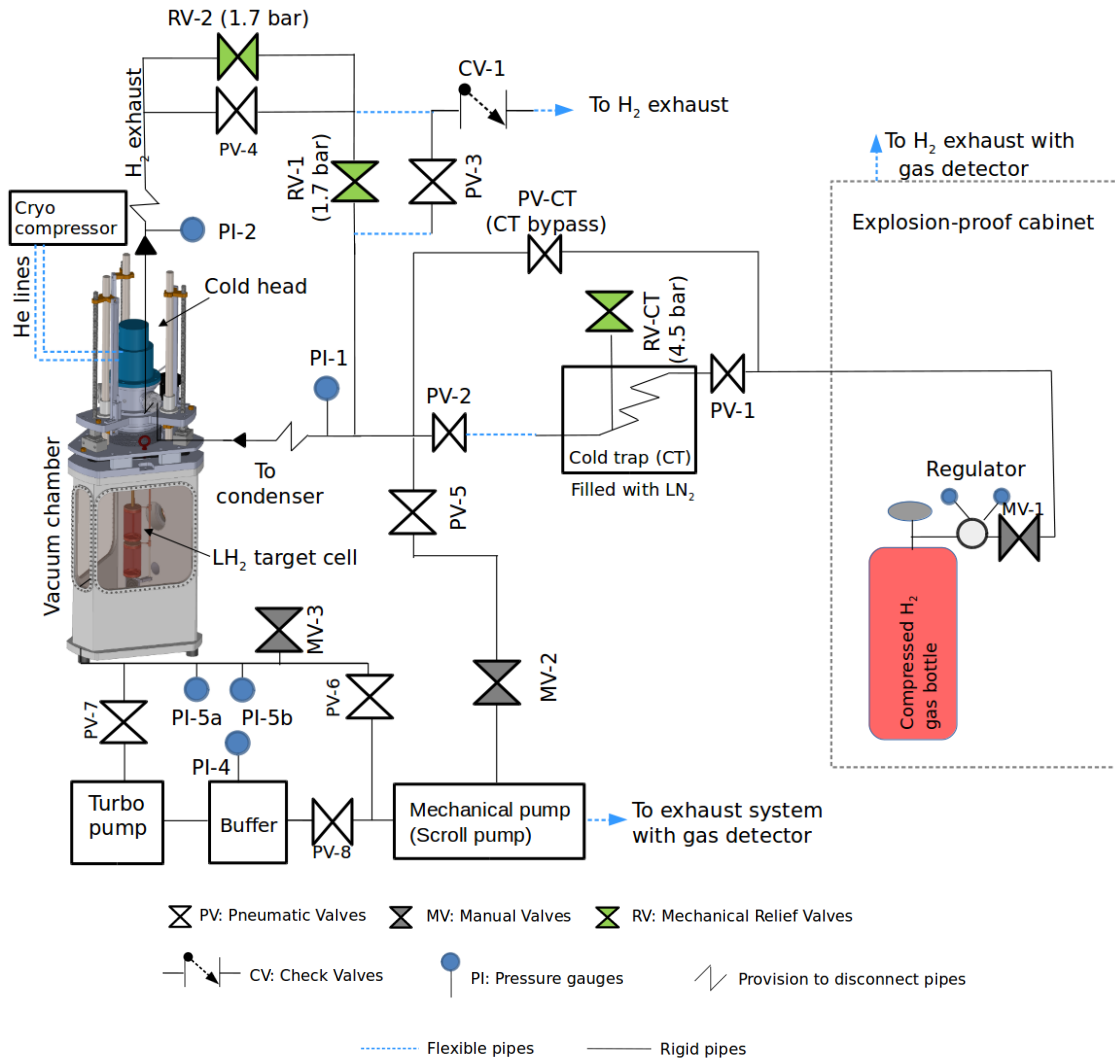 RV-2 (1.7 bar)
CV-1
To H2 exhaust
H2 exhaust
PV-4
RV-1
(1.7 bar)
PV-3
To H2 exhaust with
gas detector
Explosion-proof cabinet
Cryo
compressor
PI-2
PV-CT
(CT bypass)
He lines
Cold head
RV-CT
(4.5 bar)
PI-1
PV-2
PV-1
Cold trap (CT)
Filled with LN2
To
condenser
Vacuum chamber
LH2 target cell
PV-5
Regulator
MV-1
Compressed H2
gas bottle
MV-3
MV-2
PV-7
PI-5a
PI-5b
PV-6
PI-4
Turbo
pump
Buffer
PV-8
Mechanical pump
(Scroll pump)
To exhaust system
with gas detector
PV: Pneumatic Valves
MV: Manual Valves
RV: Mechanical Relief Valves
CV: Check Valves
PI: Pressure gauges
Provision to disconnect pipes
Flexible pipes
Rigid pipes